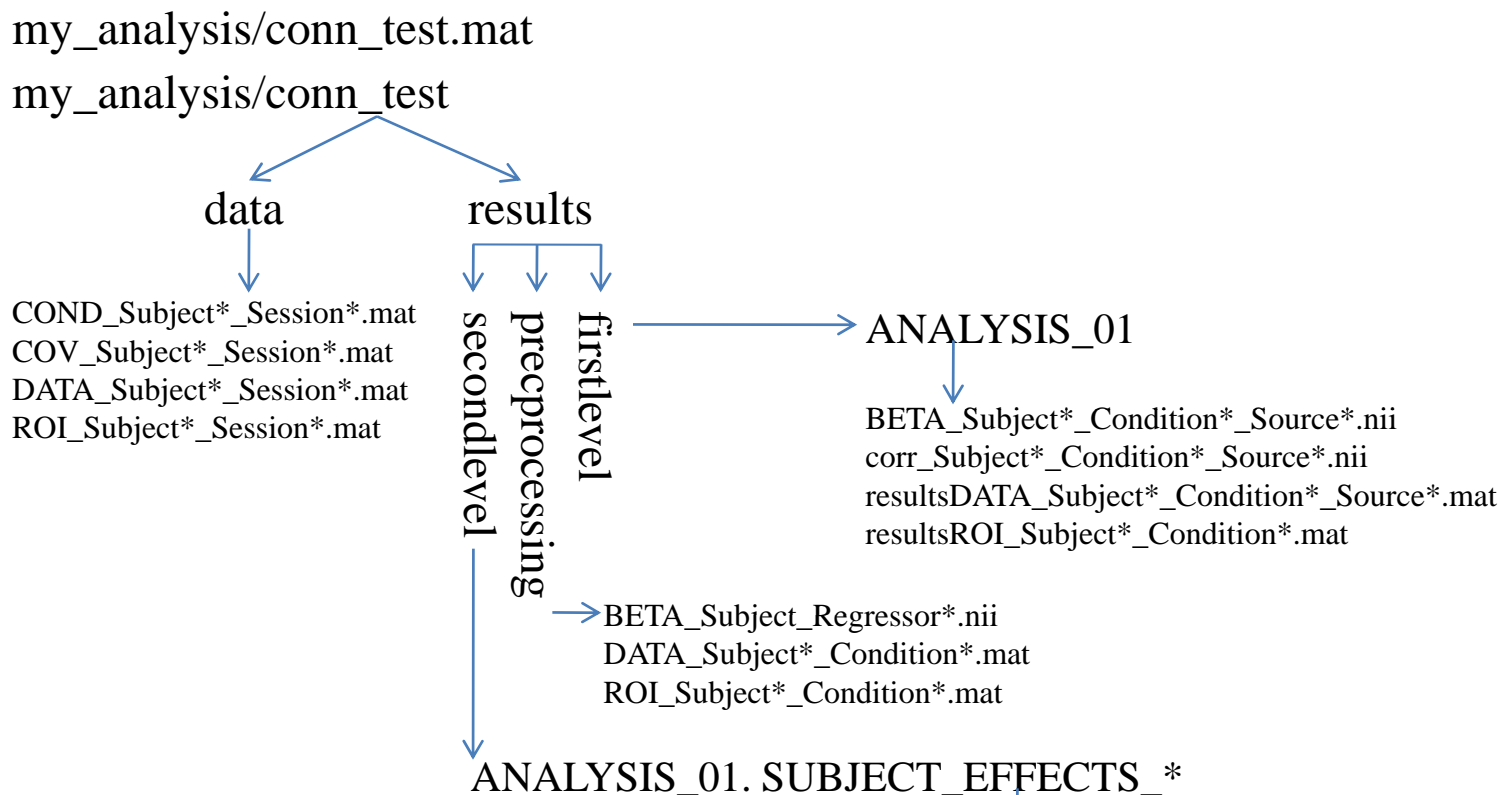 my_analysis/conn_test.mat
my_analysis/conn_test
data
results
COND_Subject*_Session*.mat
COV_Subject*_Session*.mat
DATA_Subject*_Session*.mat
ROI_Subject*_Session*.mat
secondlevel
precprocessing
firstlevel
ANALYSIS_01
BETA_Subject*_Condition*_Source*.nii
corr_Subject*_Condition*_Source*.nii
resultsDATA_Subject*_Condition*_Source*.mat
resultsROI_Subject*_Condition*.mat
BETA_Subject_Regressor*.nii
DATA_Subject*_Condition*.mat
ROI_Subject*_Condition*.mat
ANALYSIS_01. SUBJECT_EFFECTS_*